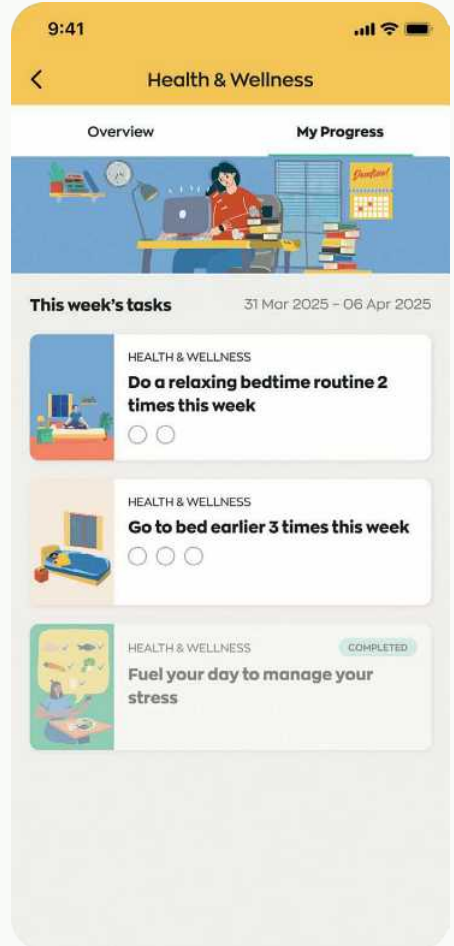 9:41
Health & Wellness
Overview
My Progress
Deadline!
This week's tasks
31 Mar 2025 – 06 Apr 2025
HEALTH & WELLNESS
Do a relaxing bedtime routine 2
times this week
HEALTH & WELLNESS
Go to bed earlier 3 times this week
HEALTH & WELLNESS
COMPLETED
Fuel your day to manage your
stress